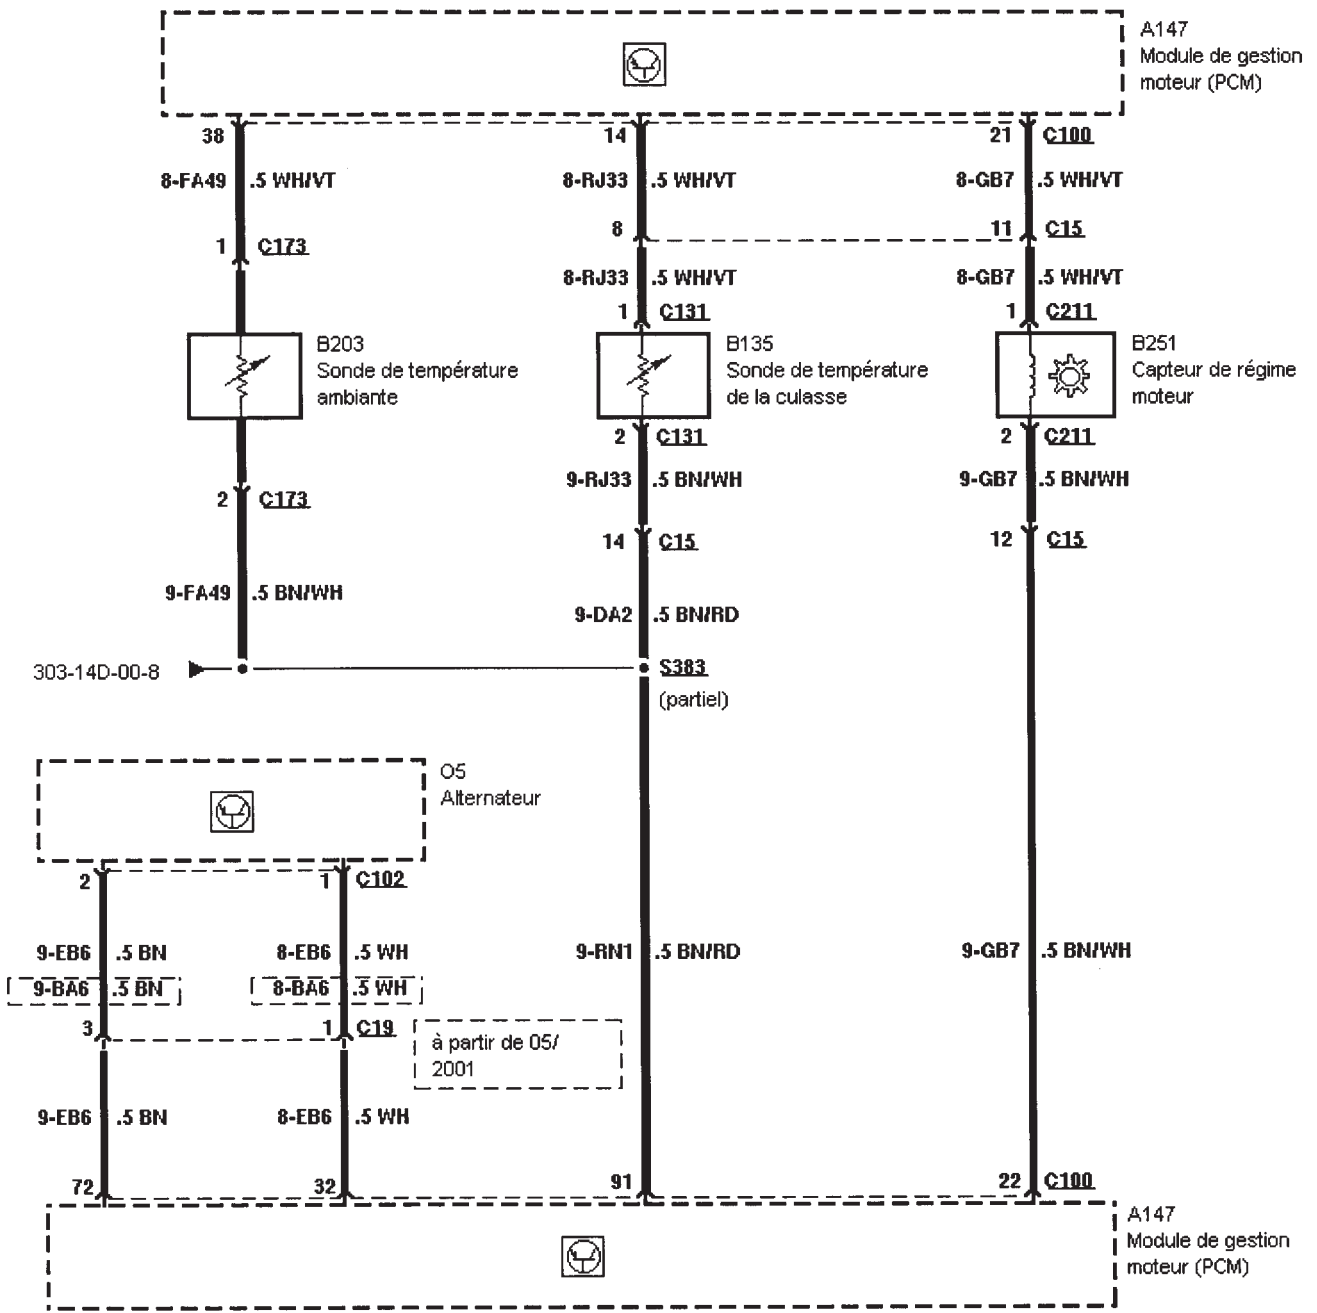 A147
Module de gestion
moteur (PCM)
38 14 21 C100
8-FA49 .5 WH/VT 8-RJ33 .5 WH/VT 8-GB7 .5 WH/VT
8 11 C15
1 C173
8-RJ33 .5 WH/VT 8-GB7 .5 WH/VT
1 C131 1 C211
B203
Sonde de température
ambiante
B135
Sonde de température
de la culasse
B251
Capteur de régime
moteur
2 C131 2 C211
9-RJ33 .5 BN/WH 9-GB7 .5 BN/WH
2 C173
14 C15 12 C15
9-FA49 .5 BN/WH
9-DA2 .5 BN/RD
303-14D-00-8
S383
(partiel)
O5
Alternateur
2 1 C102
9-EB6 .5 BN 8-EB6 .5 WH 9-RN1 .5 BN/RD 9-GB7 .5 BN/WH
9-BA6 .5 BN 8-BA6 .5 WH
3 1 C19
à partir de 05/
2001
9-EB6 .5 BN 8-EB6 .5 WH
72 32 91 22 C100
A147
Module de gestion
moteur (PCM)